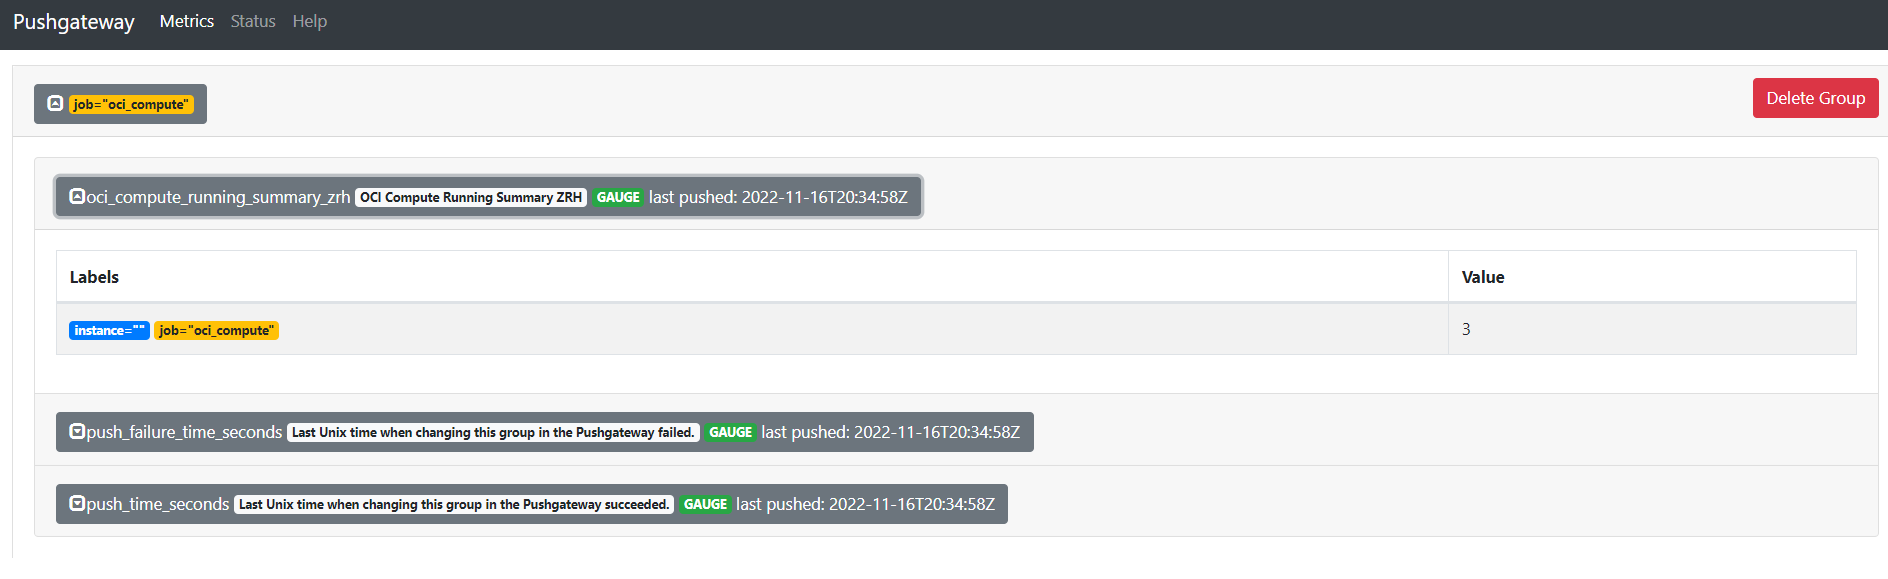 Pushgateway Metrics Status Help
job="oci_compute" Delete Group
oci_compute_running_summary_zrh OCI Compute Running Summary ZRH GAUGE last pushed: 2022-11-16T20:34:58Z
Labels Value
instance="" job="oci_compute" 3
push_failure_time_seconds Last Unix time when changing this group in the Pushgateway failed. GAUGE last pushed: 2022-11-16T20:34:58Z
push_time_seconds Last Unix time when changing this group in the Pushgateway succeeded. GAUGE last pushed: 2022-11-16T20:34:58Z